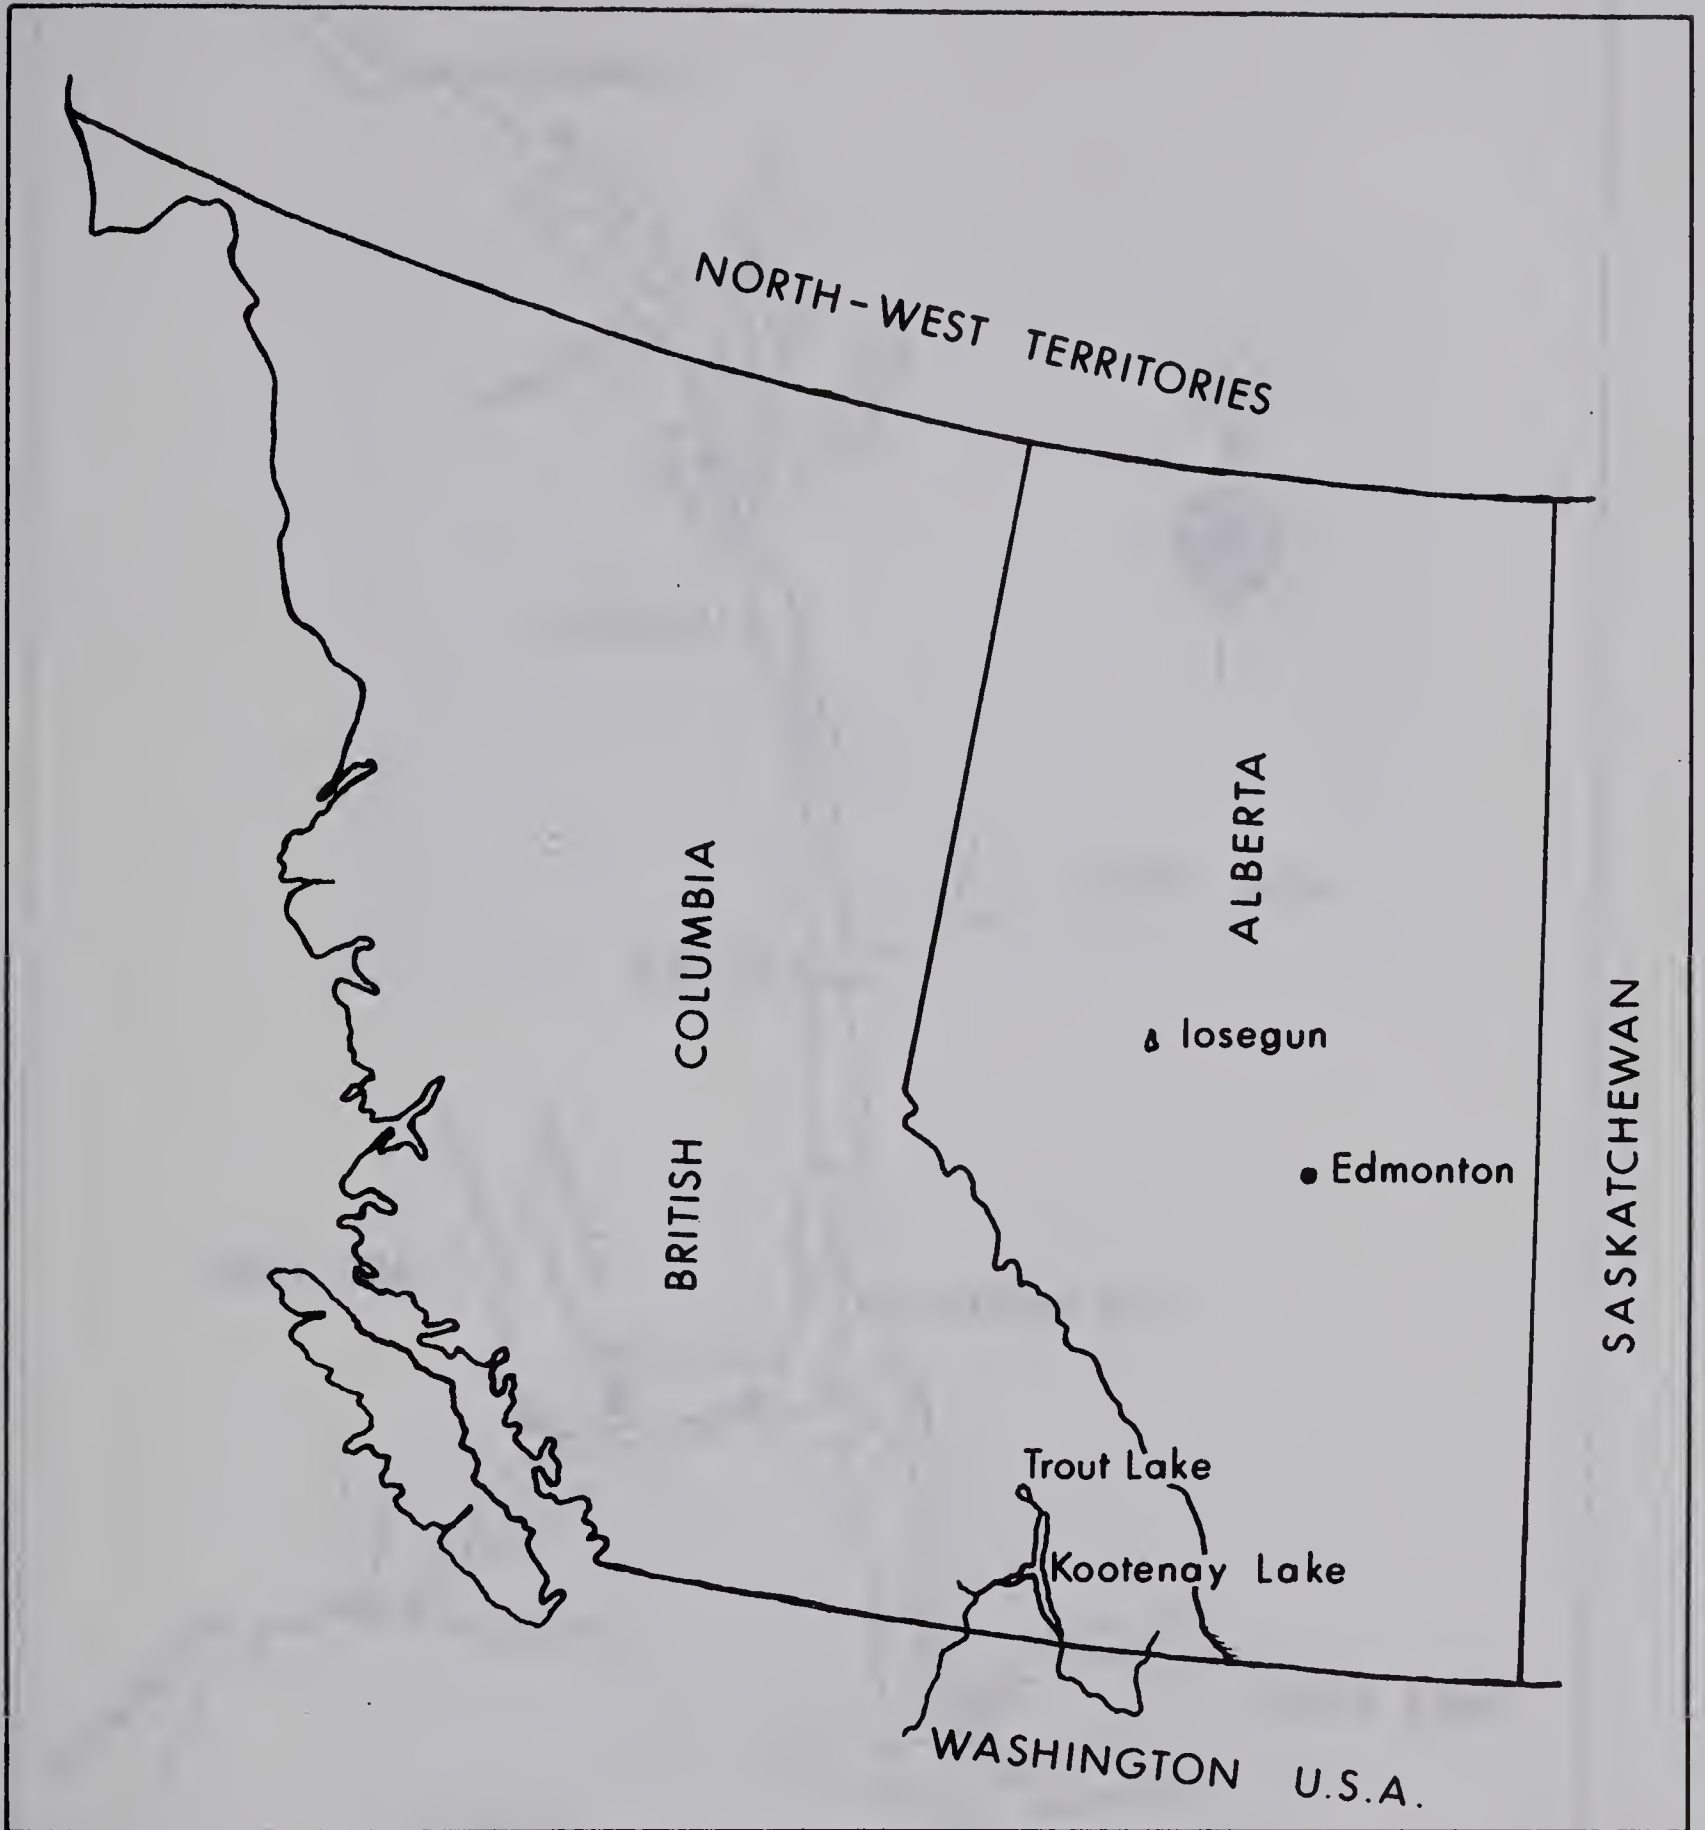 NORTH-WEST TERRITORIES
BRITISH COLUMBIA
ALBERTA
SASKATCHEWAN
Iosegun
Edmonton
Trout Lake
Kootenay Lake
WASHINGTON U.S.A.